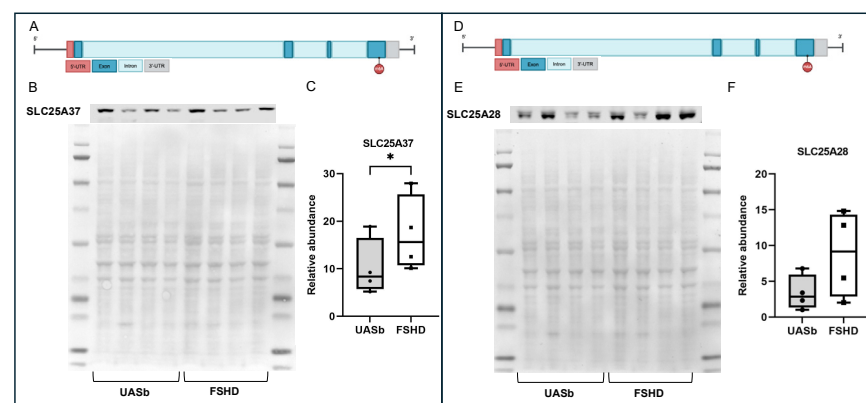 A
5'
3'
5'-UTR Exon Intron 3'-UTR
B
SLC25A37
UASb FSHD
C
SLC25A37
*
Relative abundance
30
20
10
0
UASb FSHD
D
5'
3'
5'-UTR Exon Intron 3'-UTR
E
SLC25A28
UASb FSHD
F
SLC25A28
Relative abundance
20
15
10
5
0
UASb FSHD